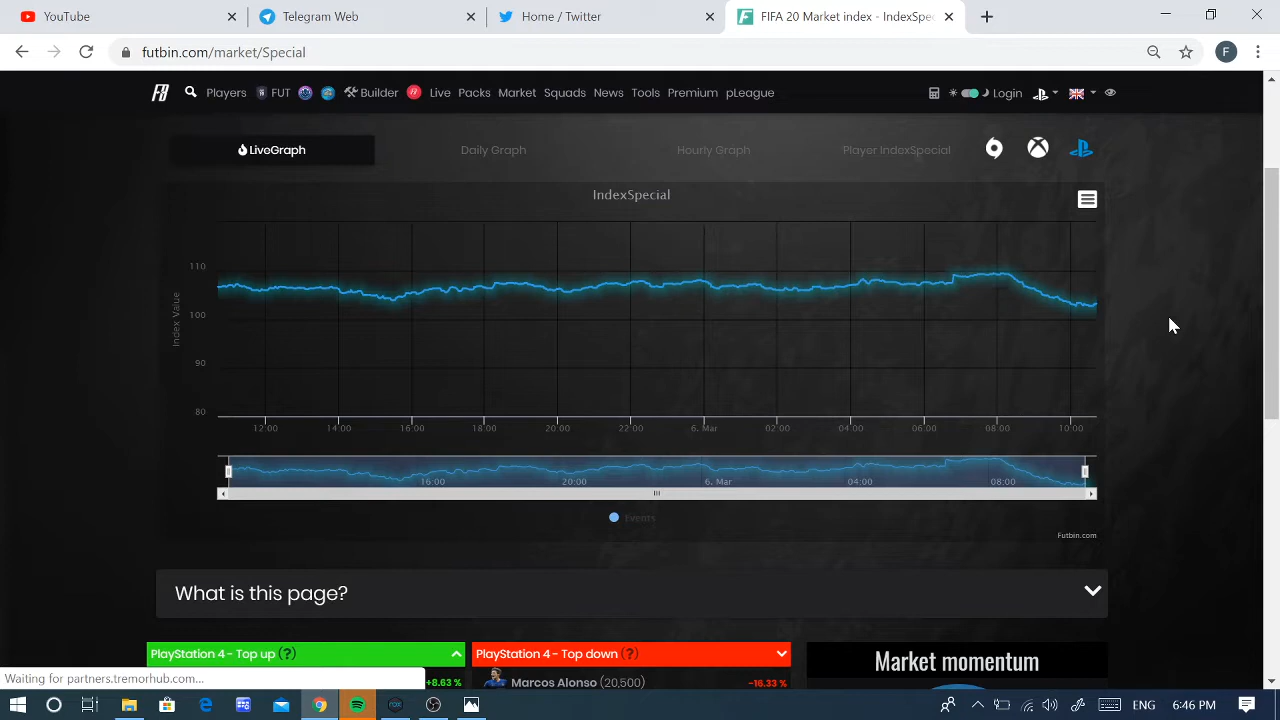 YouTube
Telegram Web
Home / Twitter
FIFA 20 Market index - IndexSpec
futbin.com/market/Special
F
Players FUT Builder Live Packs Market Squads News Tools Premium pLeague Login
LiveGraph
Daily Graph
Hourly Graph
Player IndexSpecial
IndexSpecial
Index Value
110
100
90
80
12:00 14:00 16:00 18:00 20:00 22:00 6. Mar 02:00 04:00 06:00 08:00 10:00
16:00 20:00 6. Mar 04:00 08:00
Events
Futbin.com
What is this page?
PlayStation 4 - Top up (?)
PlayStation 4 - Top down (?)
Market momentum
+8.63 %
Marcos Alonso (20,500) -16.33 %
Waiting for partners.tremorhub.com...
ENG 6:46 PM